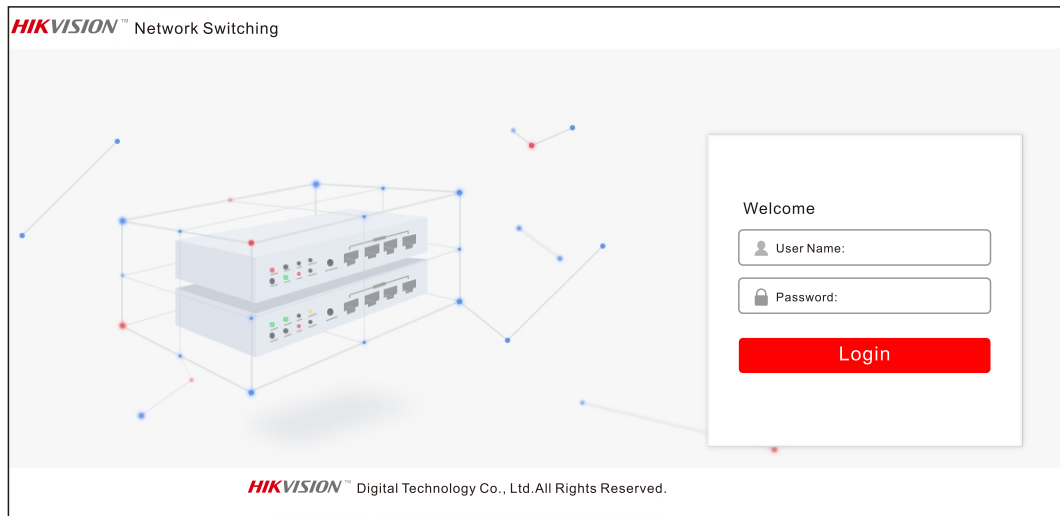 HIKVISION™ Network Switching
Welcome
User Name:
Password:
Login
HIKVISION™ Digital Technology Co., Ltd.All Rights Reserved.